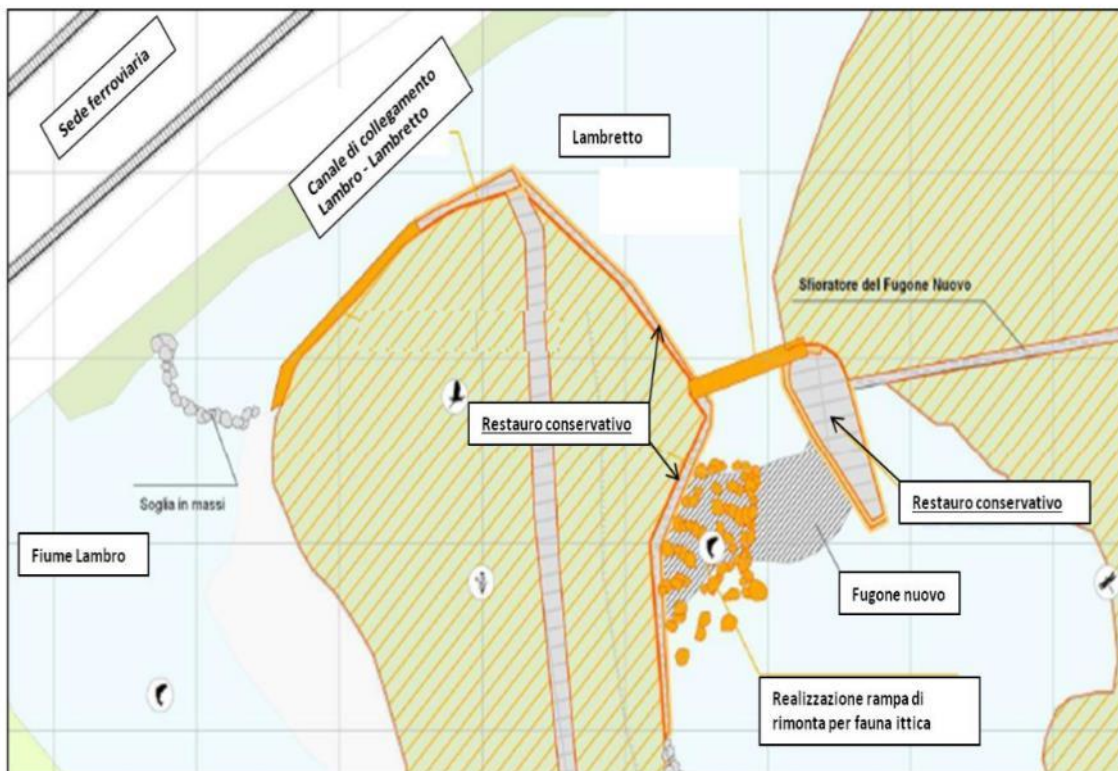 Sede ferroviaria
Canale di collegamento
Lambro - Lambretto
Lambretto
Sfioratore del Fugone Nuovo
Restauro conservativo
Soglia in massi
Restauro conservativo
Fiume Lambro
Fugone nuovo
Realizzazione rampa di
rimonta per fauna ittica